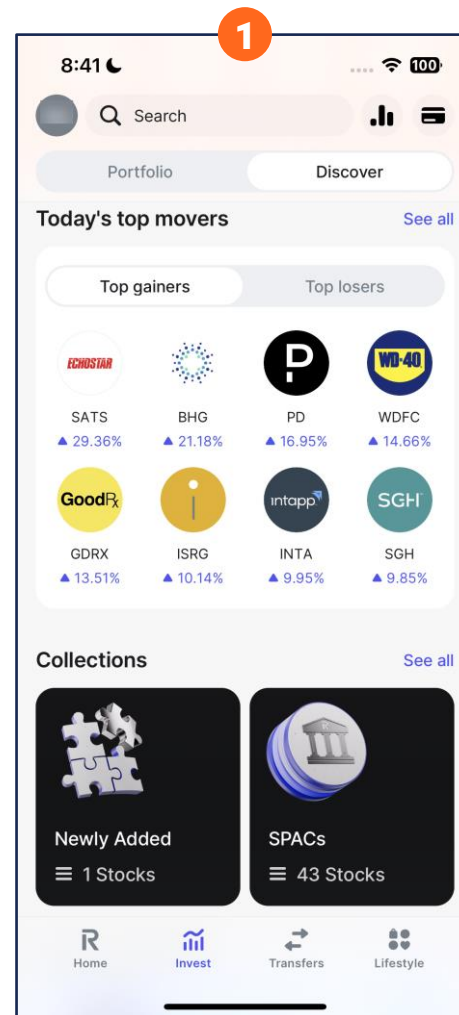 1
8:41
100
Search
Portfolio Discover
Today's top movers See all
Top gainers Top losers
ECHOSTAR P WD-40
SATS BHG PD WDFC
▲ 29.36% ▲ 21.18% ▲ 16.95% ▲ 14.66%
GoodRx i intapp SGH
GDRX ISRG INTA SGH
▲ 13.51% ▲ 10.14% ▲ 9.95% ▲ 9.85%
Collections See all
Newly Added SPACs
1 Stocks 43 Stocks
R
Home Invest Transfers Lifestyle